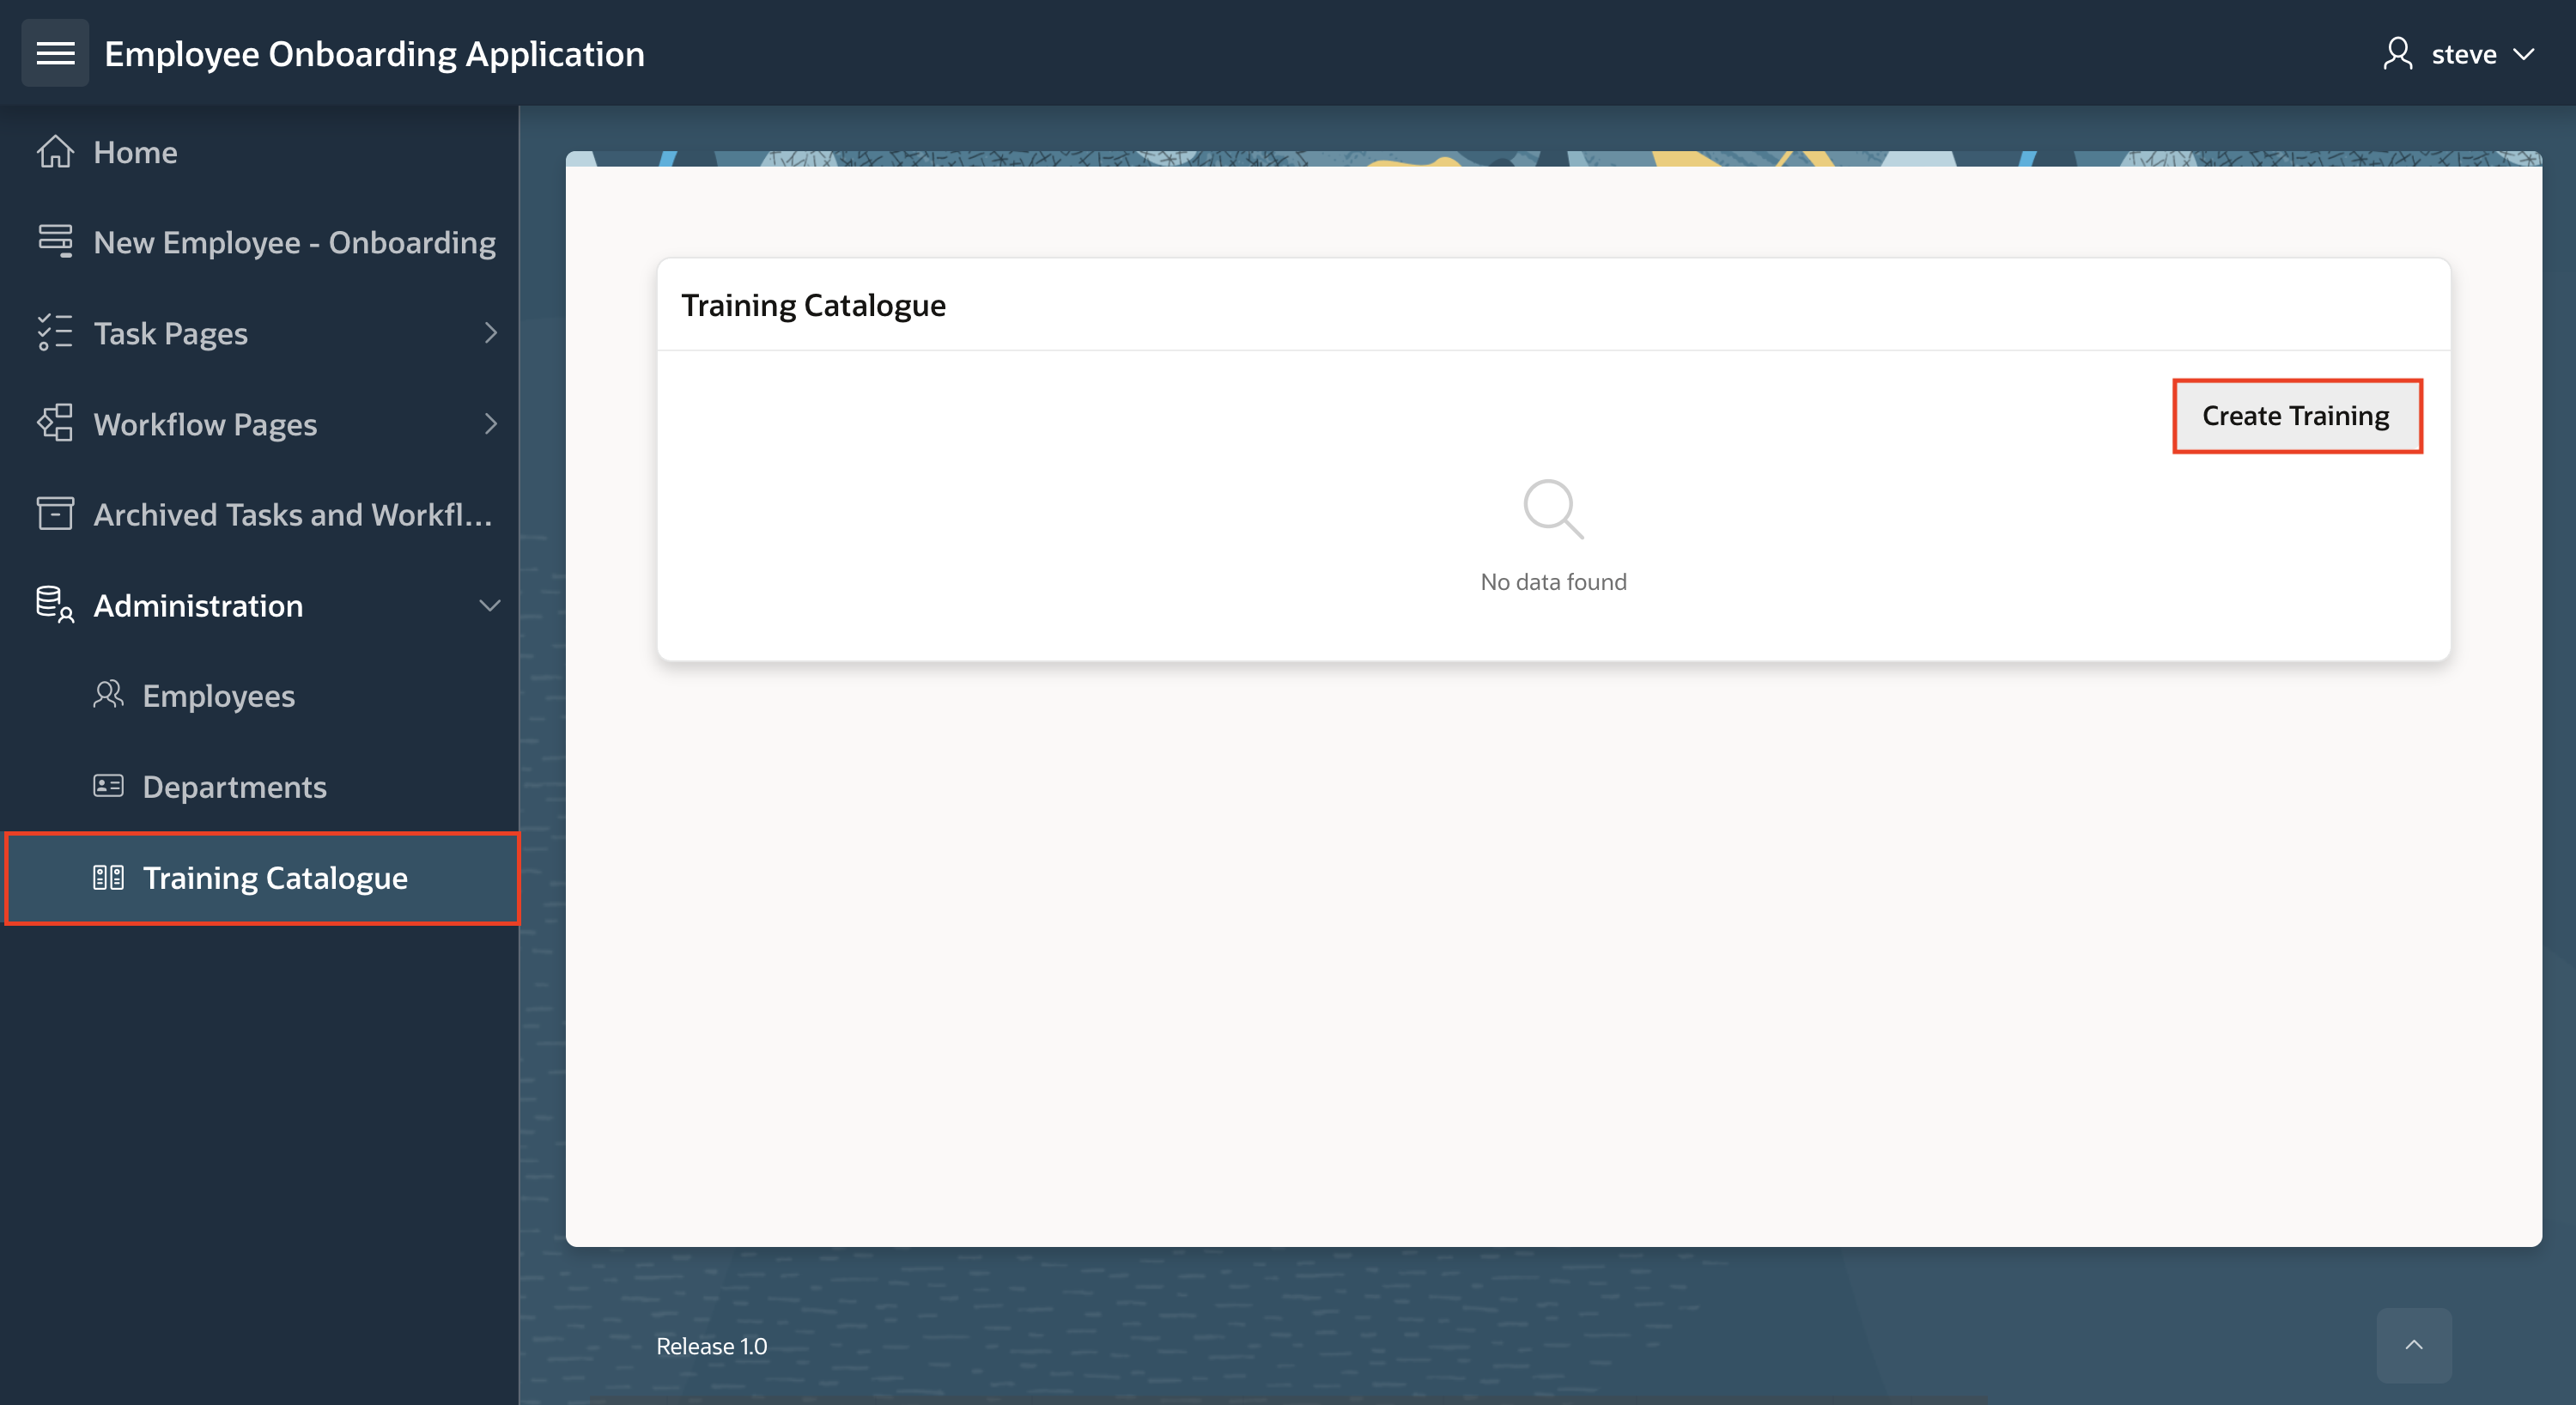 Employee Onboarding Application
steve
Home
New Employee - Onboarding
Task Pages
Workflow Pages
Archived Tasks and Workfl...
Administration
Employees
Departments
Training Catalogue
Training Catalogue
Create Training
No data found
Release 1.0